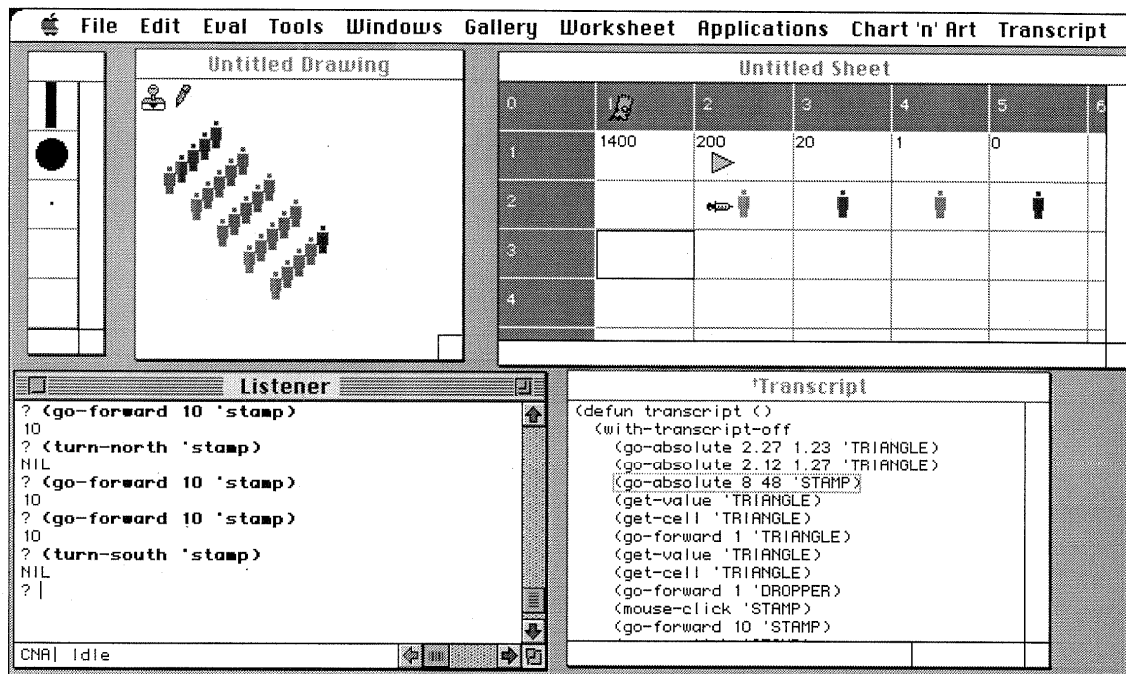 File Edit Eval Tools Windows Gallery Worksheet Applications Chart 'n' Art Transcript
Untitled Drawing
Untitled Sheet
0 1 2 3 4 5 6
1 1400 200 20 1 0
2
3
4
Listener
? (go-forward 10 'stamp)
10
? (turn-north 'stamp)
NIL
? (go-forward 10 'stamp)
10
? (go-forward 10 'stamp)
10
? (turn-south 'stamp)
NIL
?
CNA| Idle
'Transcript
(defun transcript ()
(with-transcript-off
(go-absolute 2.27 1.23 'TRIANGLE)
(go-absolute 2.12 1.27 'TRIANGLE)
(go-absolute 8 48 'STAMP)
(get-value 'TRIANGLE)
(get-cell 'TRIANGLE)
(go-forward 1 'TRIANGLE)
(get-value 'TRIANGLE)
(get-cell 'TRIANGLE)
(go-forward 1 'DROPPER)
(mouse-click 'STAMP)
(go-forward 10 'STAMP)